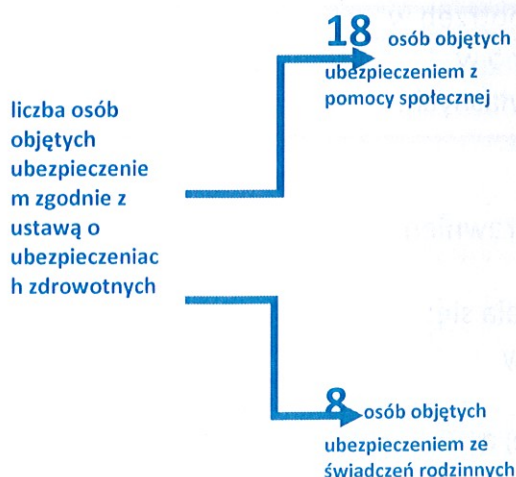 liczba osób
objętych
ubezpieczenie
m zgodnie z
ustawą o
ubezpieczeniac
h zdrowotnych
18 osób objętych
ubezpieczeniem z
pomocy społecznej
8 osób objętych
ubezpieczeniem ze
świadczeń rodzinnych